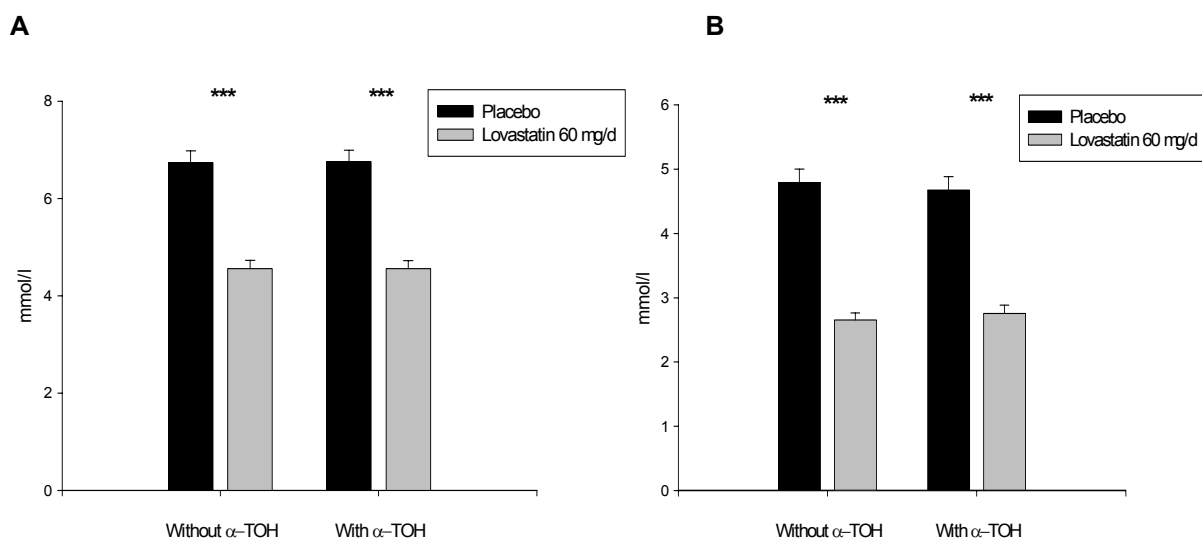 A
***
***
Placebo
Lovastatin 60 mg/d
8
6
4
2
0
mmol/l
Without α–TOH
With α–TOH
B
***
***
Placebo
Lovastatin 60 mg/d
6
5
4
3
2
1
0
mmol/l
Without α–TOH
With α–TOH